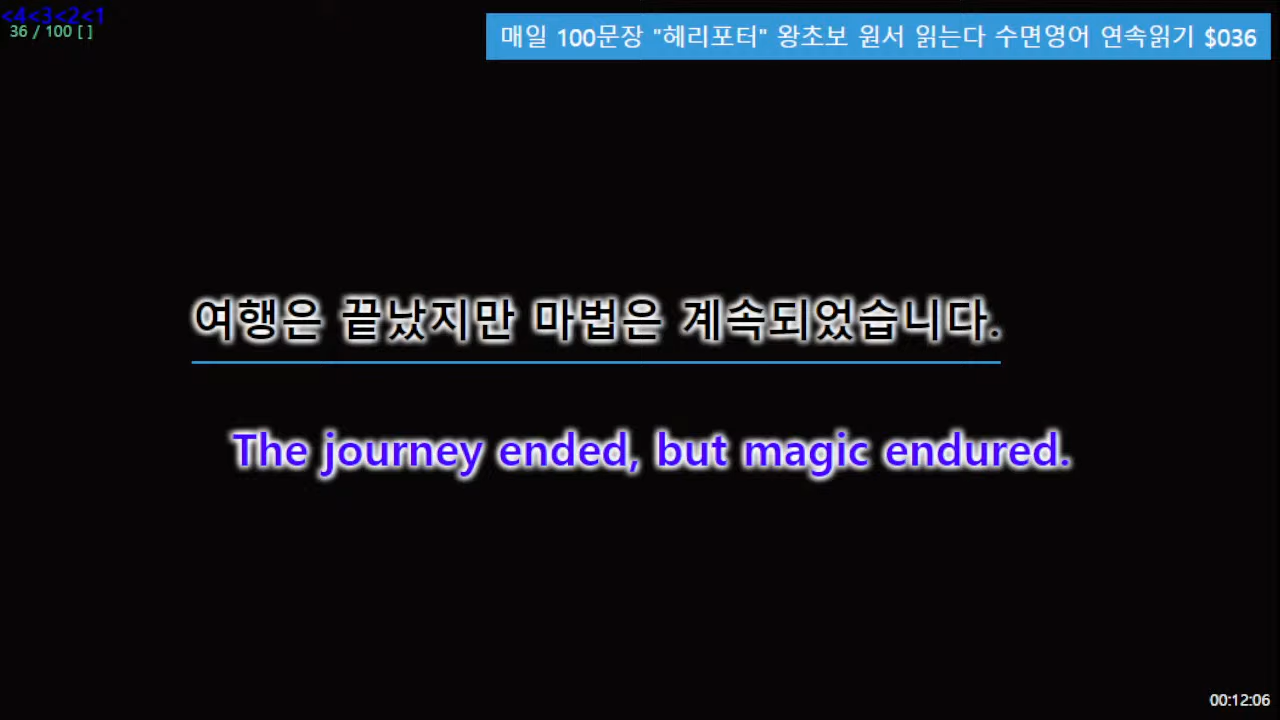 <4<3<2<1
36 / 100 [ ]
매일 100문장 "헤리포터" 왕초보 원서 읽는다 수면영어 연속읽기 $036
여행은 끝났지만 마법은 계속되었습니다.
The journey ended, but magic endured.
00:12:06